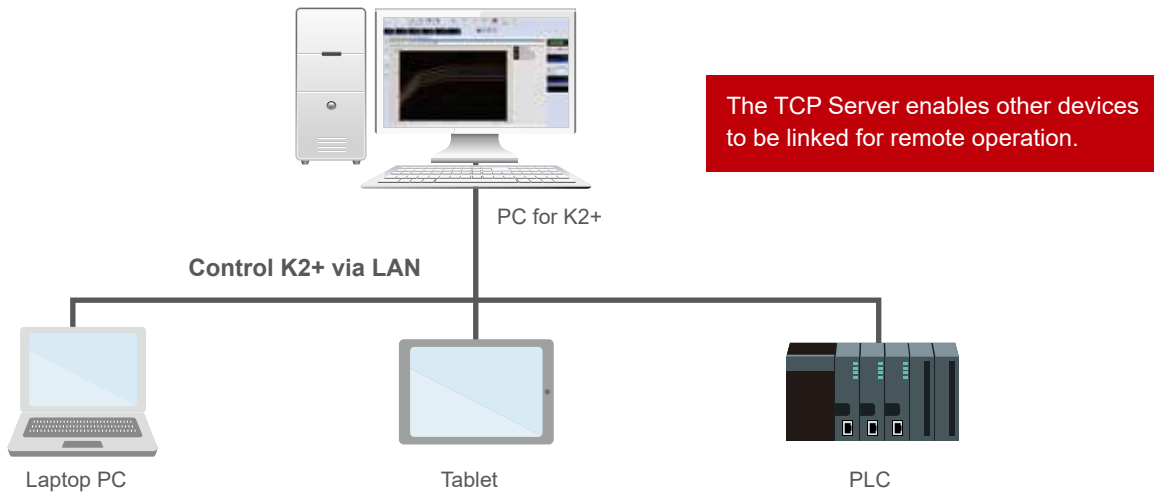 The TCP Server enables other devices
to be linked for remote operation.
PC for K2+
Control K2+ via LAN
Laptop PC
Tablet
PLC